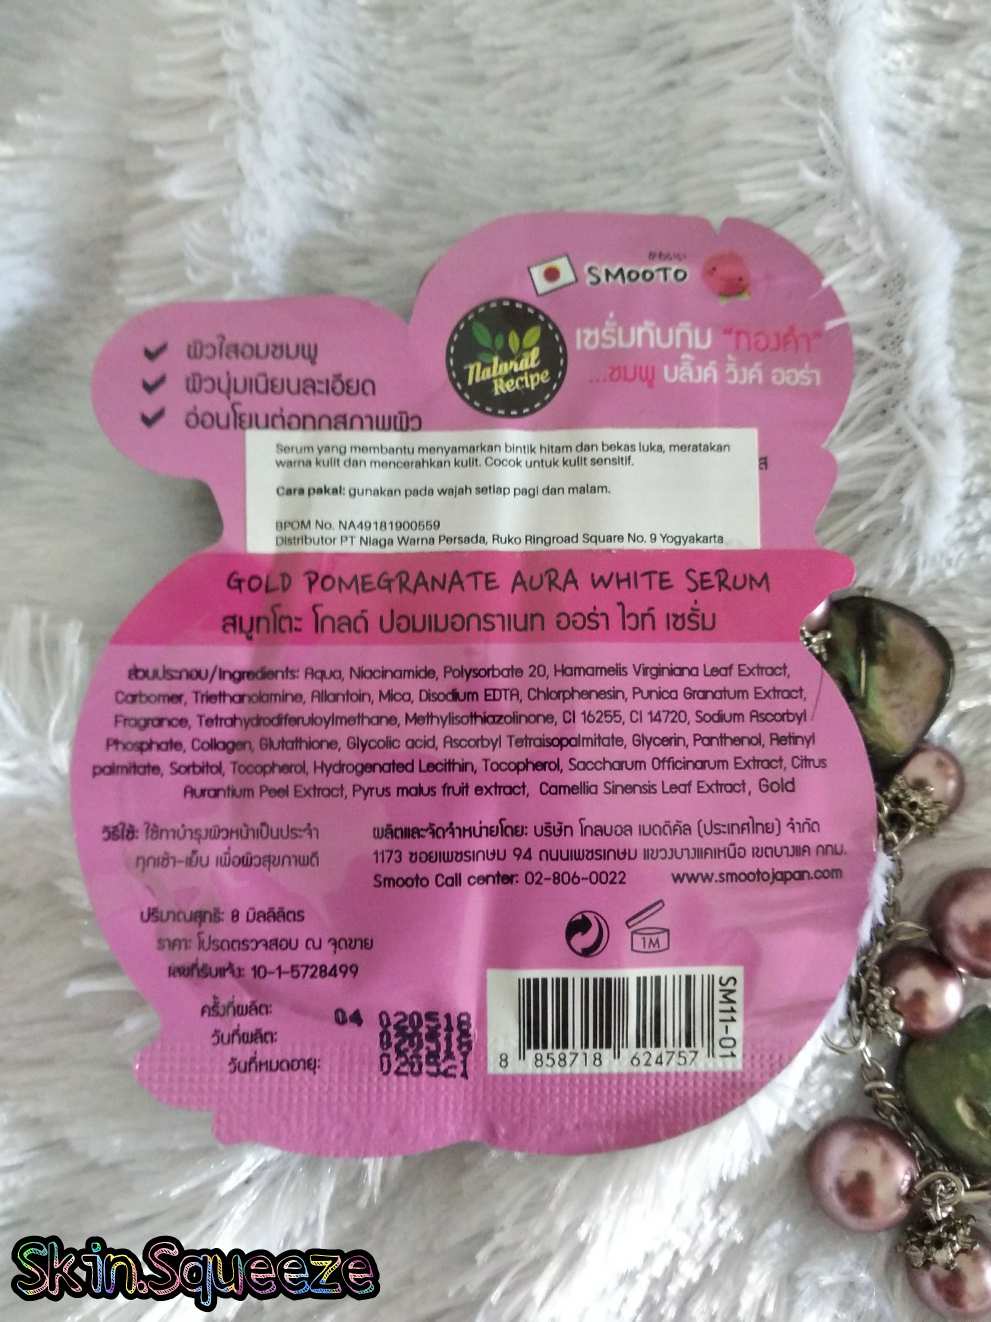 SMOOTO
Natural
Recipe
เซรั่มทับทิม "ทองคำ"
...ชมพู บลิ๊งค์ วิ้งค์ ออร่า
ผิวใสอมชมพู
ผิวนุ่มเนียนละเอียด
อ่อนโยนต่อทุกสภาพผิว
Serum yang membantu menyamarkan bintik hitam dan bekas luka, meratakan
warna kulit dan mencerahkan kulit. Cocok untuk kulit sensitif.
Cara pakai: gunakan pada wajah setiap pagi dan malam.
BPOM No. NA49181900559
Distributor PT Niaga Warna Persada, Ruko Ringroad Square No. 9 Yogyakarta
GOLD POMEGRANATE AURA WHITE SERUM
สมูทโตะ โกลด์ ปอมเมอกราเนท ออร่า ไวท์ เซรั่ม
ส่วนประกอบ/Ingredients: Aqua, Niacinamide, Polysorbate 20, Hamamelis Virginiana Leaf Extract,
Carbomer, Triethanolamine, Allantoin, Mica, Disodium EDTA, Chlorphenesin, Punica Granatum Extract,
Fragrance, Tetrahydrodiferuloylmethane, Methylisothiazolinone, CI 16255, CI 14720, Sodium Ascorbyl
Phosphate, Collagen, Glutathione, Glycolic acid, Ascorbyl Tetraisopalmitate, Glycerin, Panthenol, Retinyl
palmitate, Sorbitol, Tocopherol, Hydrogenated Lecithin, Tocopherol, Saccharum Officinarum Extract, Citrus
Aurantium Peel Extract, Pyrus malus fruit extract, Camellia Sinensis Leaf Extract, Gold
วิธีใช้: ใช้ทาบำรุงผิวหน้าเป็นประจำ
ทุกเช้า-เย็น เพื่อผิวสุขภาพดี
ผลิตและจัดจำหน่ายโดย: บริษัท โกลบอล เมดดิคัล (ประเทศไทย) จำกัด
1173 ซอยเพชรเกษม 94 ถนนเพชรเกษม แขวงบางแคเหนือ เขตบางแค กทม.
Smooto Call center: 02-806-0022 www.smootojapan.com
ปริมาณสุทธิ: 8 มิลลิลิตร
ราคา: โปรดตรวจสอบ ณ จุดขาย
เลขที่รับแจ้ง: 10-1-5728499
1M
ครั้งที่ผลิต: 04
วันที่ผลิต: 020518
วันที่หมดอายุ: 020521
SM11-01
8 858718 624757
Skin.Squeeze